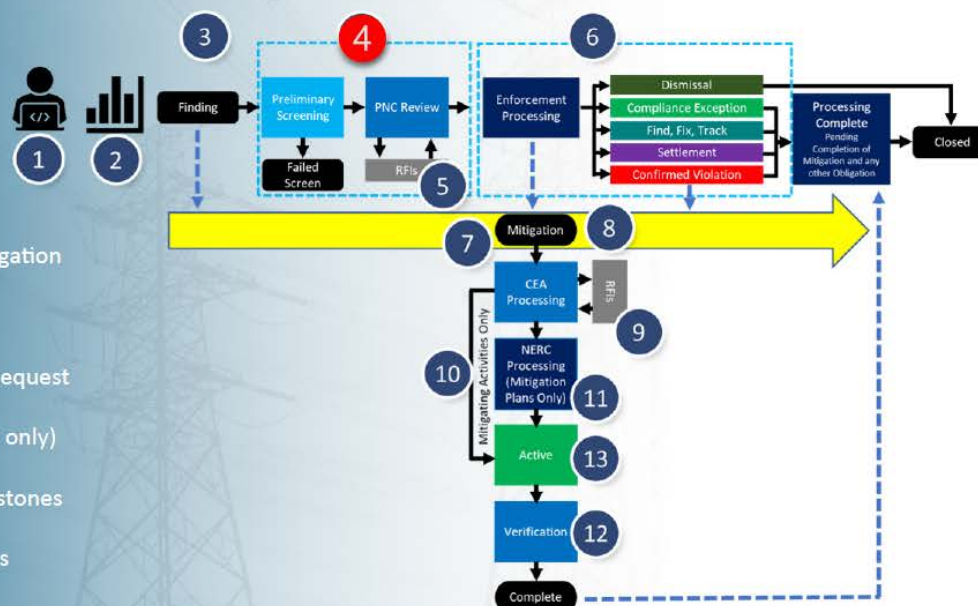 3
4
6
</>
Finding
Preliminary
Screening
PNC Review
Failed
Screen
RFIs
5
1
2
Enforcement
Processing
Dismissal
Compliance Exception
Find, Fix, Track
Settlement
Confirmed Violation
Processing
Complete
Pending
Completion of
Mitigation and any
other Obligation
Closed
7
Mitigation
8
CEA
Processing
RFIs
9
10
Mitigating Activities Only
NERC
Processing
(Mitigation
Plans Only)
11
Active
13
Verification
12
Complete
equest
only)
stones
s